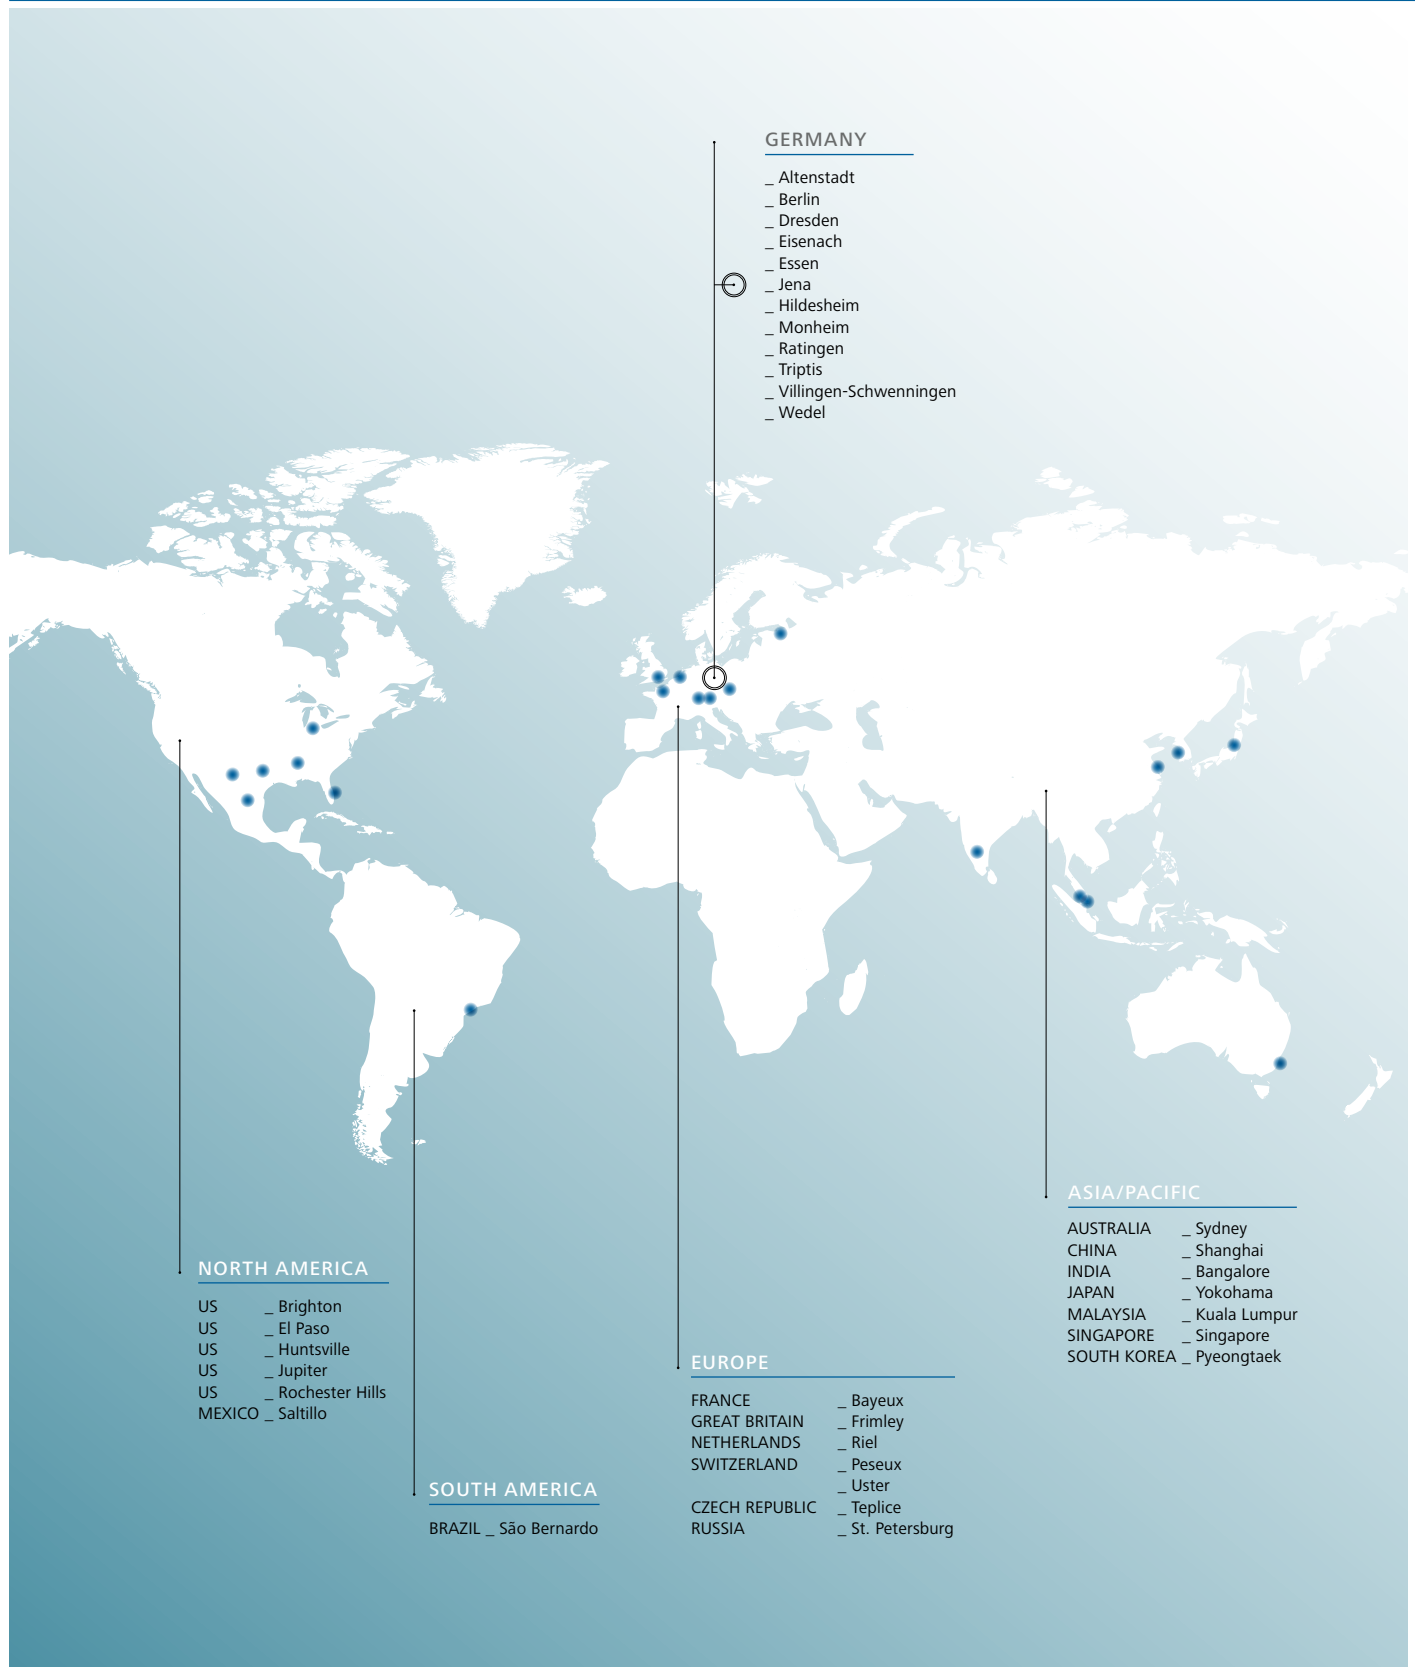 GERMANY
_ Altenstadt
_ Berlin
_ Dresden
_ Eisenach
_ Essen
_ Jena
_ Hildesheim
_ Monheim
_ Ratingen
_ Triptis
_ Villingen-Schwenningen
_ Wedel
NORTH AMERICA
US _ Brighton
US _ El Paso
US _ Huntsville
US _ Jupiter
US _ Rochester Hills
MEXICO _ Saltillo
SOUTH AMERICA
BRAZIL _ São Bernardo
EUROPE
FRANCE _ Bayeux
GREAT BRITAIN _ Frimley
NETHERLANDS _ Riel
SWITZERLAND _ Peseux
_ Uster
CZECH REPUBLIC _ Teplice
RUSSIA _ St. Petersburg
ASIA/PACIFIC
AUSTRALIA _ Sydney
CHINA _ Shanghai
INDIA _ Bangalore
JAPAN _ Yokohama
MALAYSIA _ Kuala Lumpur
SINGAPORE _ Singapore
SOUTH KOREA _ Pyeongtaek